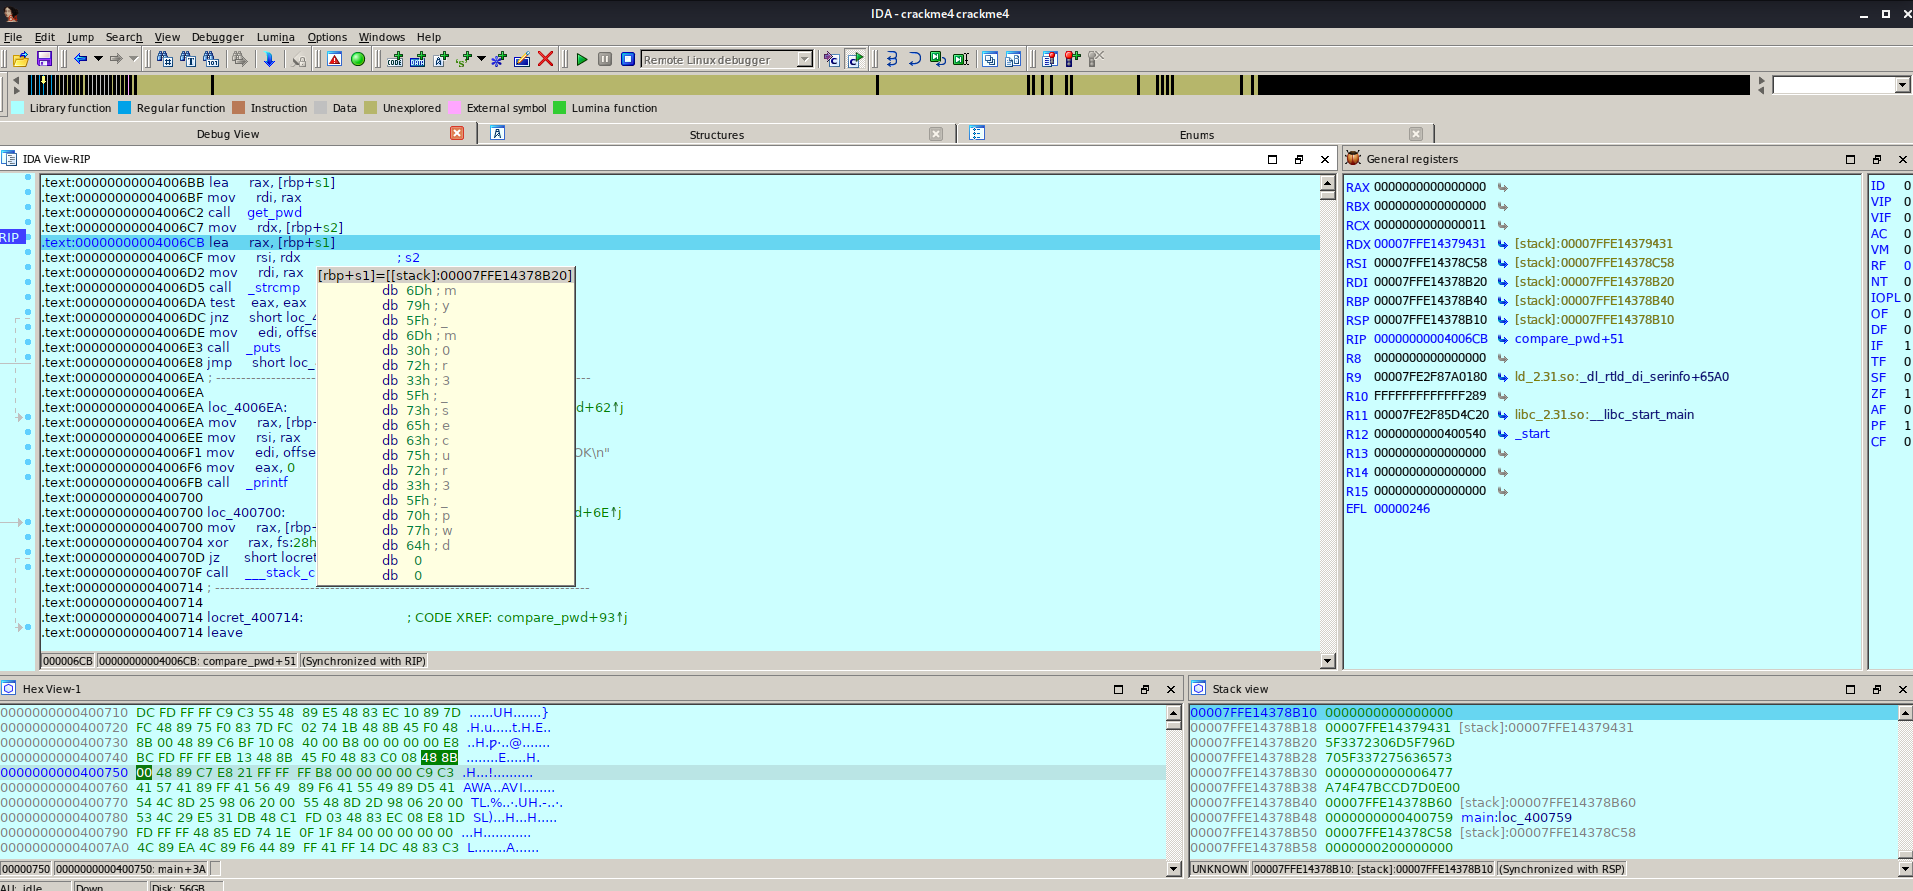 IDA - crackme4 crackme4
File Edit Jump Search View Debugger Lumina Options Windows Help
Remote Linux debugger
Library function Regular function Instruction Data Unexplored External symbol Lumina function
Debug View Structures Enums
IDA View-RIP
RIP
.text:00000000004006BB lea rax, [rbp+s1]
.text:00000000004006BF mov rdi, rax
.text:00000000004006C2 call get_pwd
.text:00000000004006C7 mov rdx, [rbp+s2]
.text:00000000004006CB lea rax, [rbp+s1]
.text:00000000004006CF mov rsi, rdx ; s2
.text:00000000004006D2 mov rdi, rax
.text:00000000004006D5 call _strcmp
.text:00000000004006DA test eax, eax
.text:00000000004006DC jnz short loc_4
.text:00000000004006DE mov edi, offse
.text:00000000004006E3 call _puts
.text:00000000004006E8 jmp short loc_
.text:00000000004006EA ; ---------------------------------------------------------------------------
.text:00000000004006EA
.text:00000000004006EA loc_4006EA: d+62↑j
.text:00000000004006EA mov rax, [rbp-
.text:00000000004006EE mov rsi, rax
.text:00000000004006F1 mov edi, offse OK\n"
.text:00000000004006F6 mov eax, 0
.text:00000000004006FB call _printf
.text:0000000000400700
.text:0000000000400700 loc_400700: d+6E↑j
.text:0000000000400700 mov rax, [rbp-
.text:0000000000400704 xor rax, fs:28h
.text:000000000040070D jz short locret
.text:000000000040070F call ___stack_c
.text:0000000000400714 ; ---------------------------------------------------------------------------
.text:0000000000400714
.text:0000000000400714 locret_400714: ; CODE XREF: compare_pwd+93↑j
.text:0000000000400714 leave
[rbp+s1]=[[stack]:00007FFE14378B20]
db 6Dh ; m
db 79h ; y
db 5Fh ; _
db 6Dh ; m
db 30h ; 0
db 72h ; r
db 33h ; 3
db 5Fh ; _
db 73h ; s
db 65h ; e
db 63h ; c
db 75h ; u
db 72h ; r
db 33h ; 3
db 5Fh ; _
db 70h ; p
db 77h ; w
db 64h ; d
db 0
db 0
000006CB 00000000004006CB: compare_pwd+51 (Synchronized with RIP)
General registers
RAX 0000000000000000
RBX 0000000000000000
RCX 0000000000000011
RDX 00007FFE14379431 [stack]:00007FFE14379431
RSI 00007FFE14378C58 [stack]:00007FFE14378C58
RDI 00007FFE14378B20 [stack]:00007FFE14378B20
RBP 00007FFE14378B40 [stack]:00007FFE14378B40
RSP 00007FFE14378B10 [stack]:00007FFE14378B10
RIP 00000000004006CB compare_pwd+51
R8 0000000000000000
R9 00007FE2F87A0180 ld_2.31.so:_dl_rtld_di_serinfo+65A0
R10 FFFFFFFFFFFFF289
R11 00007FE2F85D4C20 libc_2.31.so:__libc_start_main
R12 0000000000400540 _start
R13 0000000000000000
R14 0000000000000000
R15 0000000000000000
EFL 00000246
ID 0
VIP 0
VIF 0
AC 0
VM 0
RF 0
NT 0
IOPL 0
OF 0
DF 0
IF 1
TF 0
SF 0
ZF 1
AF 0
PF 1
CF 0
Hex View-1
0000000000400710 DC FD FF FF C9 C3 55 48 89 E5 48 83 EC 10 89 7D ......UH.......}
0000000000400720 FC 48 89 75 F0 83 7D FC 02 74 1B 48 8B 45 F0 48 .H.u.....t.H.E..
0000000000400730 8B 00 48 89 C6 BF 10 08 40 00 B8 00 00 00 00 E8 ..H.p·..@.......
0000000000400740 BC FD FF FF EB 13 48 8B 45 F0 48 83 C0 08 48 8B .......E....H.
0000000000400750 00 48 89 C7 E8 21 FF FF FF B8 00 00 00 00 C9 C3 .H...!..........
0000000000400760 41 57 41 89 FF 41 56 49 89 F6 41 55 49 89 D5 41 AWA..AVI........
0000000000400770 54 4C 8D 25 98 06 20 00 55 48 8D 2D 98 06 20 00 TL.%..·.UH.-..·.
0000000000400780 53 4C 29 E5 31 DB 48 C1 FD 03 48 83 EC 08 E8 1D SL)...H...H.....
0000000000400790 FD FF FF 48 85 ED 74 1E 0F 1F 84 00 00 00 00 00 ...H............
00000000004007A0 4C 89 EA 4C 89 F6 44 89 FF 41 FF 14 DC 48 83 C3 L........A......
00000750 0000000000400750: main+3A
Stack view
00007FFE14378B10 0000000000000000
00007FFE14378B18 00007FFE14379431 [stack]:00007FFE14379431
00007FFE14378B20 5F3372306D5F796D
00007FFE14378B28 705F337275636573
00007FFE14378B30 0000000000006477
00007FFE14378B38 A74F47BCCD7D0E00
00007FFE14378B40 00007FFE14378B60 [stack]:00007FFE14378B60
00007FFE14378B48 0000000000400759 main:loc_400759
00007FFE14378B50 00007FFE14378C58 [stack]:00007FFE14378C58
00007FFE14378B58 0000000200000000
UNKNOWN 00007FFE14378B10: [stack]:00007FFE14378B10 (Synchronized with RSP)
AU: idle Down Disk: 56GB